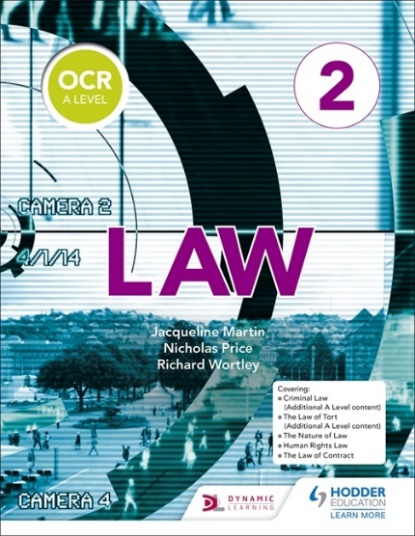 OCR
A LEVEL
2
CAMERA 2
4/1/14
LAW
Jacqueline Martin
Nicholas Price
Richard Wortley
Covering:
• Criminal Law
(Additional A Level content)
• The Law of Tort
(Additional A Level content)
• The Nature of Law
• Human Rights Law
• The Law of Contract
CAMERA 4
DL DYNAMIC
LEARNING
HODDER
EDUCATION
LEARN MORE